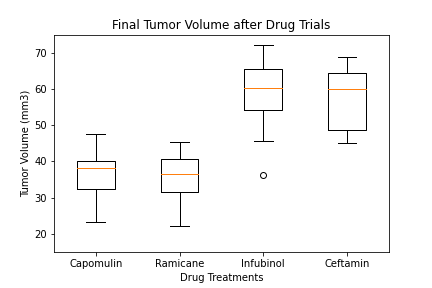 Final Tumor Volume after Drug Trials
Tumor Volume (mm3)
70
60
50
40
30
20
Capomulin Ramicane Infubinol Ceftamin
Drug Treatments